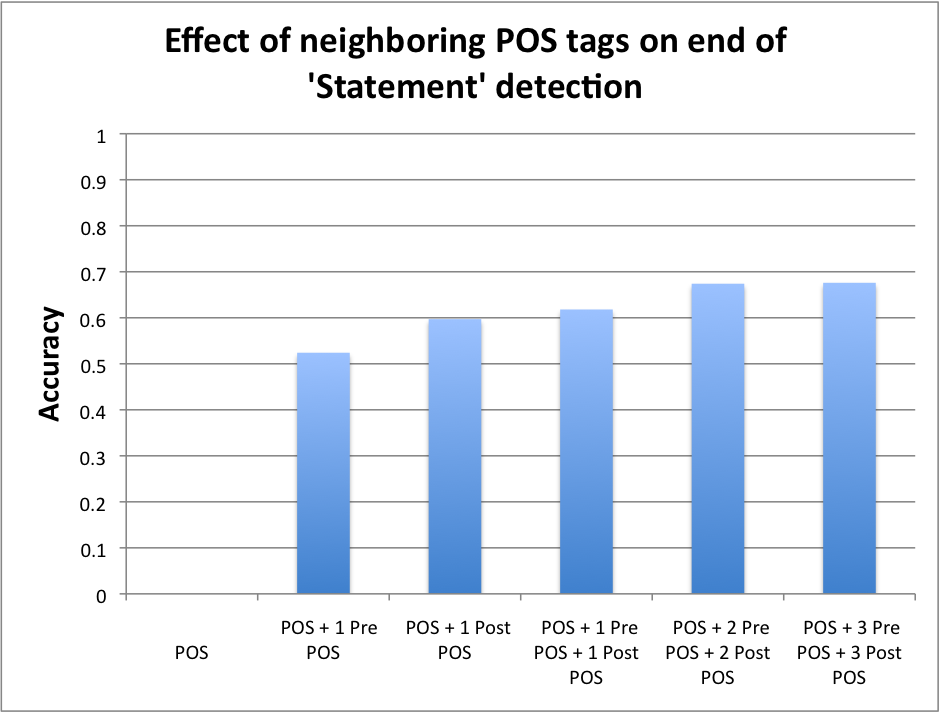 Effect of neighboring POS tags on end of
'Statement' detection
Accuracy
1
0.9
0.8
0.7
0.6
0.5
0.4
0.3
0.2
0.1
0
POS
POS + 1 Pre
POS
POS + 1 Post
POS
POS + 1 Pre
POS + 1 Post
POS
POS + 2 Pre
POS + 2 Post
POS
POS + 3 Pre
POS + 3 Post
POS